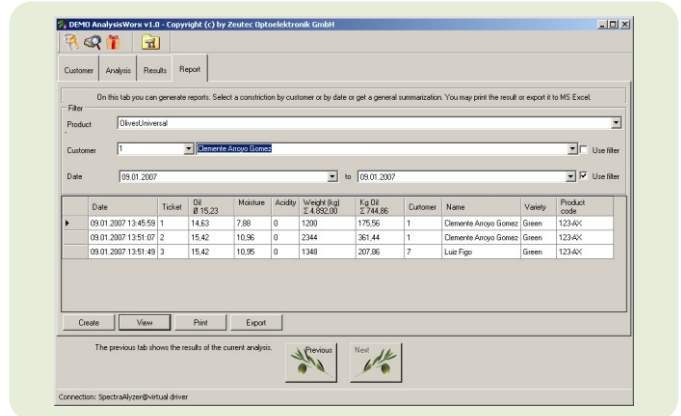 DEMO AnalysisWorx v1.0 - Copyright (c) by Zeutec Optoelektronik GmbH
Customer Analysis Results Report
On this tab you can generate reports. Select a constriction by customer or by date or get a general summarization. You may print the result or export it to MS Excel.
Filter
Product OlivesUniversal
Customer 1 Clemente Arroyo Gomez Use filter
Date 09.01.2007 to 09.01.2007 Use filter
Date Ticket Oil Ø 15,23 Moisture Acidity Weight [kg] Σ 4.892,00 Kg Oil Σ 744,86 Customer Name Variety Product code
09.01.2007 13:45:59 1 14,63 7,88 0 1200 175,56 1 Clemente Arroyo Gomez Green 123-AX
09.01.2007 13:51:07 2 15,42 10,96 0 2344 361,44 1 Clemente Arroyo Gomez Green 123-AX
09.01.2007 13:51:49 3 15,42 10,95 0 1348 207,86 7 Luiz Figo Green 123-AX
Create View Print Export
The previous tab shows the results of the current analysis.
Previous Next
Connection: SpectraAlyzer@virtual driver